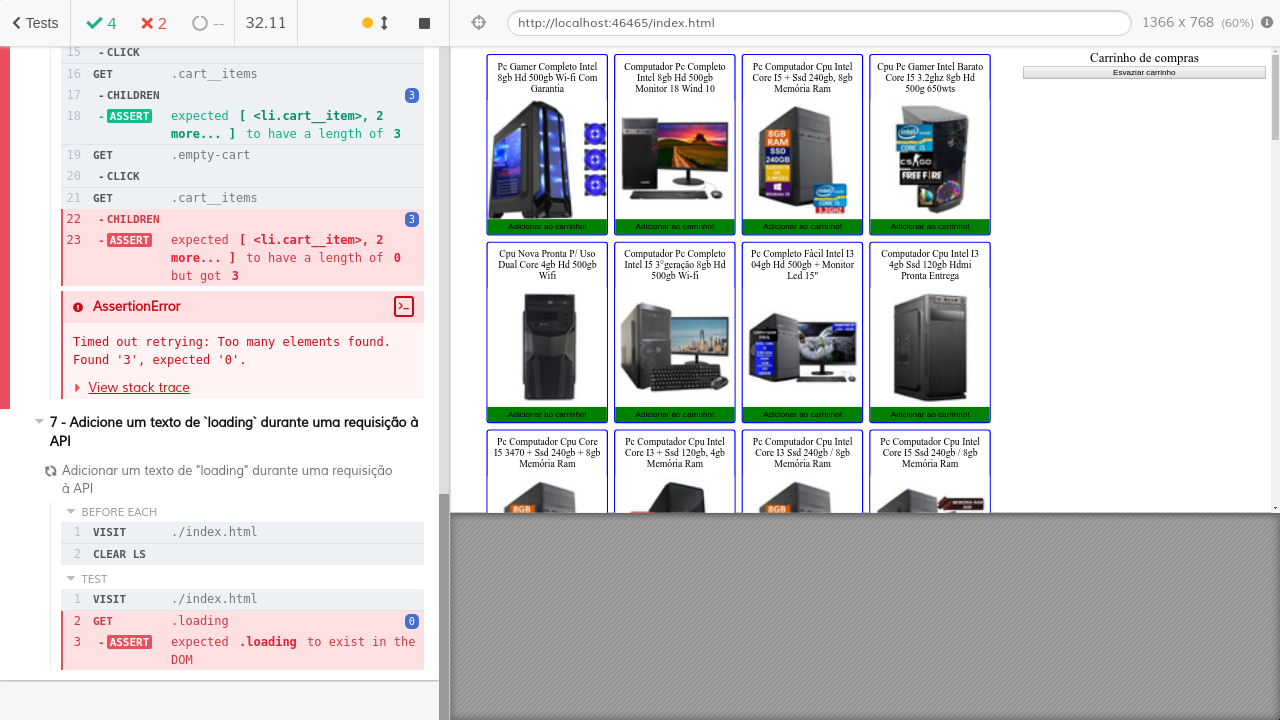 Tests
4
2
--
32.11
http://localhost:46465/index.html
1366 x 768 (60%)
15 -CLICK
16 GET .cart__items
17 -CHILDREN 3
18 -ASSERT expected [ <li.cart__item>, 2
more... ] to have a length of 3
19 GET .empty-cart
20 -CLICK
21 GET .cart__items
22 -CHILDREN 3
23 -ASSERT expected [ <li.cart__item>, 2
more... ] to have a length of 0
but got 3
AssertionError
Timed out retrying: Too many elements found.
Found '3', expected '0'.
View stack trace
7 - Adicione um texto de `loading` durante uma requisição à
API
Adicionar um texto de "loading" durante uma requisição
à API
BEFORE EACH
1 VISIT ./index.html
2 CLEAR LS
TEST
1 VISIT ./index.html
2 GET .loading 0
3 -ASSERT expected .loading to exist in the
DOM
Pc Gamer Completo Intel
8gb Hd 500gb Wi-fi Com
Garantia
Adicionar ao carrinho!
Computador Pc Completo
Intel 8gb Hd 500gb
Monitor 18 Wind 10
Adicionar ao carrinho!
Pc Computador Cpu Intel
Core I5 + Ssd 240gb, 8gb
Memória Ram
8GB
RAM
SSD
240GB
Adicionar ao carrinho!
Cpu Pc Gamer Intel Barato
Core I5 3.2ghz 8gb Hd
500g 650wts
intel
CORE i5
CS:GO
FREE FIRE
Adicionar ao carrinho!
Carrinho de compras
Esvaziar carrinho
Cpu Nova Pronta P/ Uso
Dual Core 4gb Hd 500gb
Wifi
Adicionar ao carrinho!
Computador Pc Completo
Intel I5 3°geração 8gb Hd
500gb Wi-fi
Adicionar ao carrinho!
Pc Completo Fácil Intel I3
04gb Hd 500gb + Monitor
Led 15"
Adicionar ao carrinho!
Computador Cpu Intel I3
4gb Ssd 120gb Hdmi
Pronta Entrega
Adicionar ao carrinho!
Pc Computador Cpu Core
I5 3470 + Ssd 240gb + 8gb
Memória Ram
8GB
Pc Computador Cpu Intel
Core I3 + Ssd 120gb, 4gb
Memória Ram
Pc Computador Cpu Intel
Core I3 Ssd 240gb / 8gb
Memória Ram
8GB
Pc Computador Cpu Intel
Core I5 Ssd 240gb / 8gb
Memória Ram